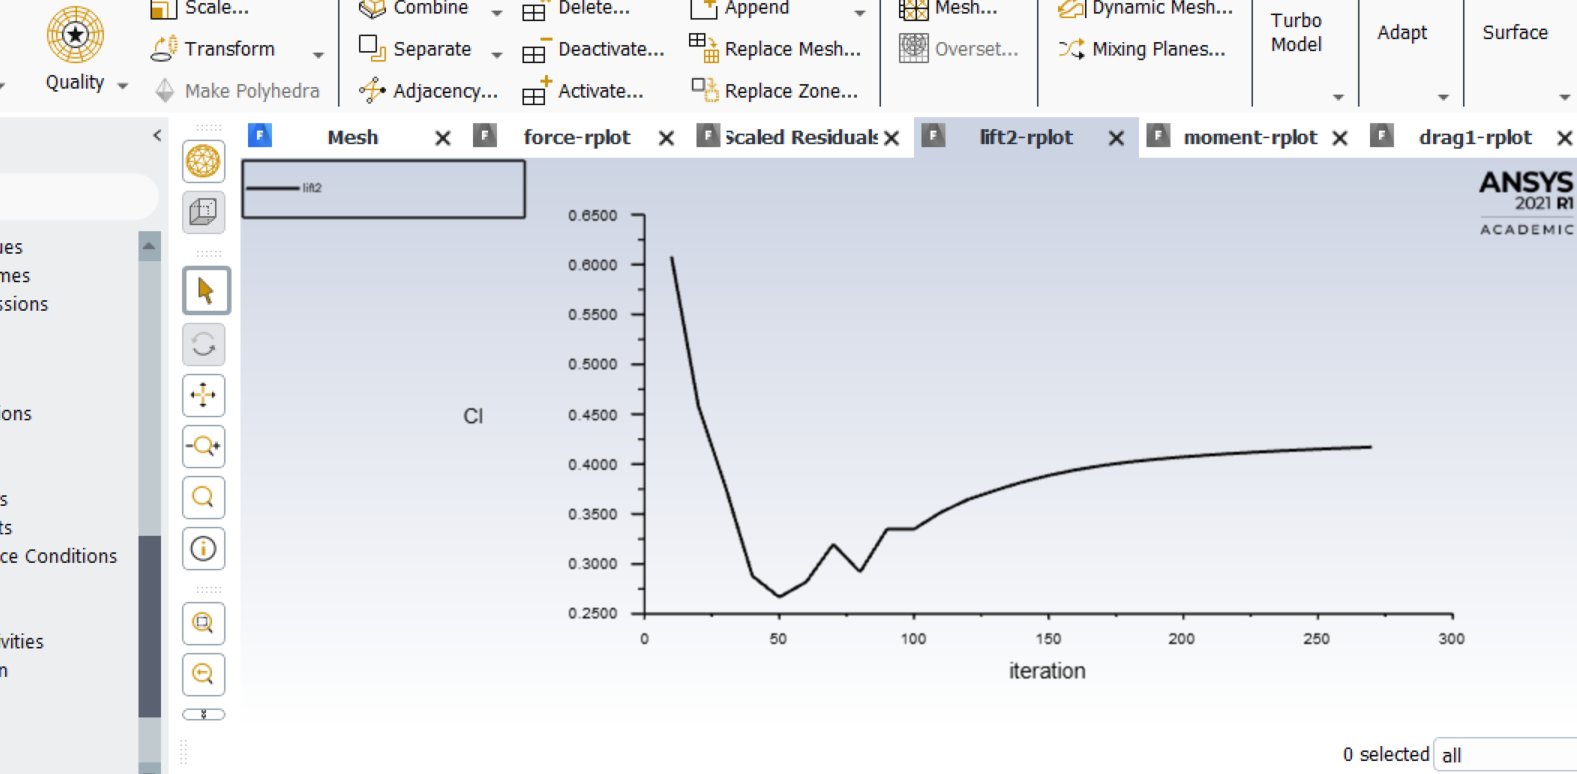 Scale...
Combine
Delete...
Append
Mesh...
Dynamic Mesh...
Quality
Transform
Separate
Deactivate...
Replace Mesh...
Overset...
Mixing Planes...
Turbo
Model
Adapt
Surface
Make Polyhedra
Adjacency...
Activate...
Replace Zone...
Mesh
force-rplot
Scaled Residuals
lift2-rplot
moment-rplot
drag1-rplot
lift2
ANSYS
2021 R1
ACADEMIC
ues
mes
ssions
ions
s
ts
ce Conditions
vities
n
0.6500
0.6000
0.5500
0.5000
0.4500
0.4000
0.3500
0.3000
0.2500
Cl
0 50 100 150 200 250 300
iteration
0 selected all